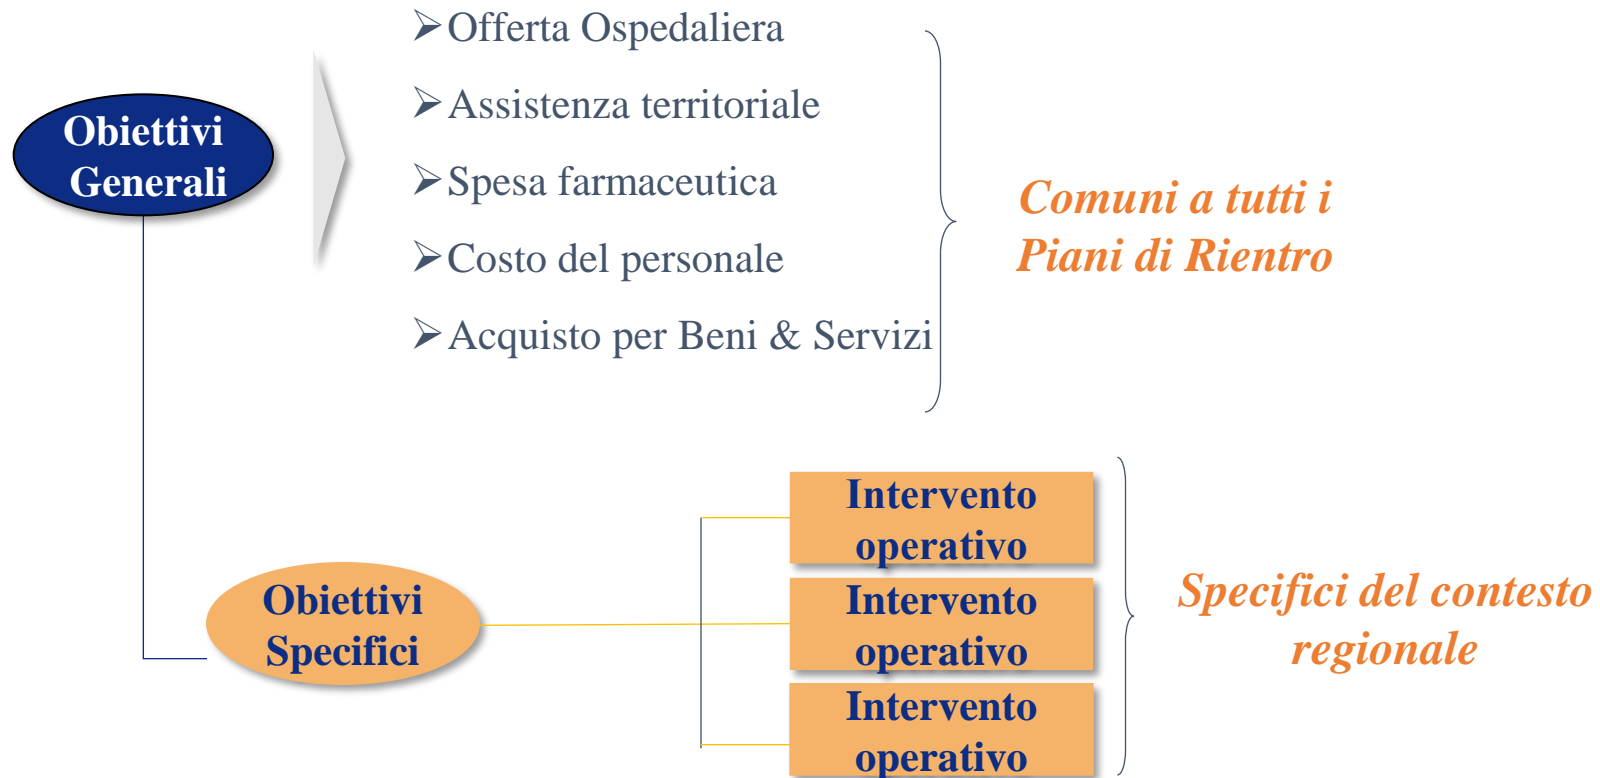 Obiettivi
Generali
➢Offerta Ospedaliera
➢Assistenza territoriale
➢Spesa farmaceutica
➢Costo del personale
➢Acquisto per Beni & Servizi
Comuni a tutti i
Piani di Rientro
Obiettivi
Specifici
Intervento
operativo
Intervento
operativo
Intervento
operativo
Specifici del contesto
regionale